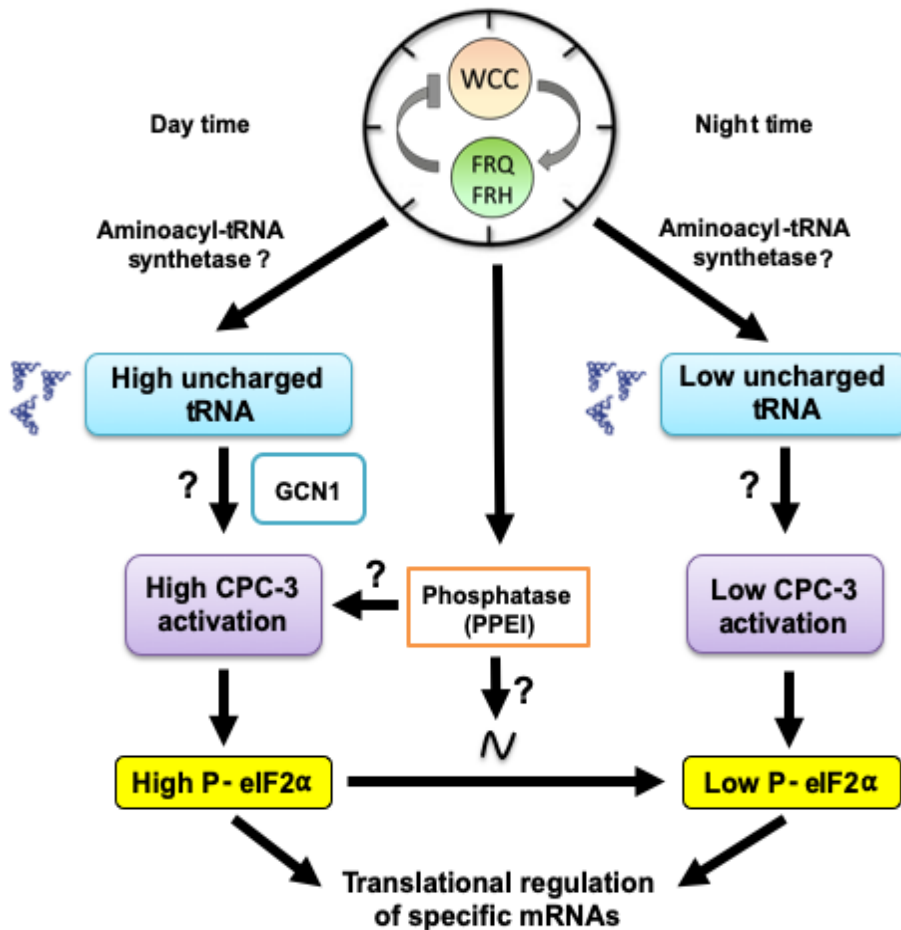 WCC
FRQ
FRH
Day time
Night time
Aminoacyl-tRNA
synthetase ?
Aminoacyl-tRNA
synthetase?
High uncharged
tRNA
Low uncharged
tRNA
?
GCN1
?
High CPC-3
activation
?
Phosphatase
(PPEI)
Low CPC-3
activation
?
High P- eIF2α
Low P- eIF2α
Translational regulation
of specific mRNAs